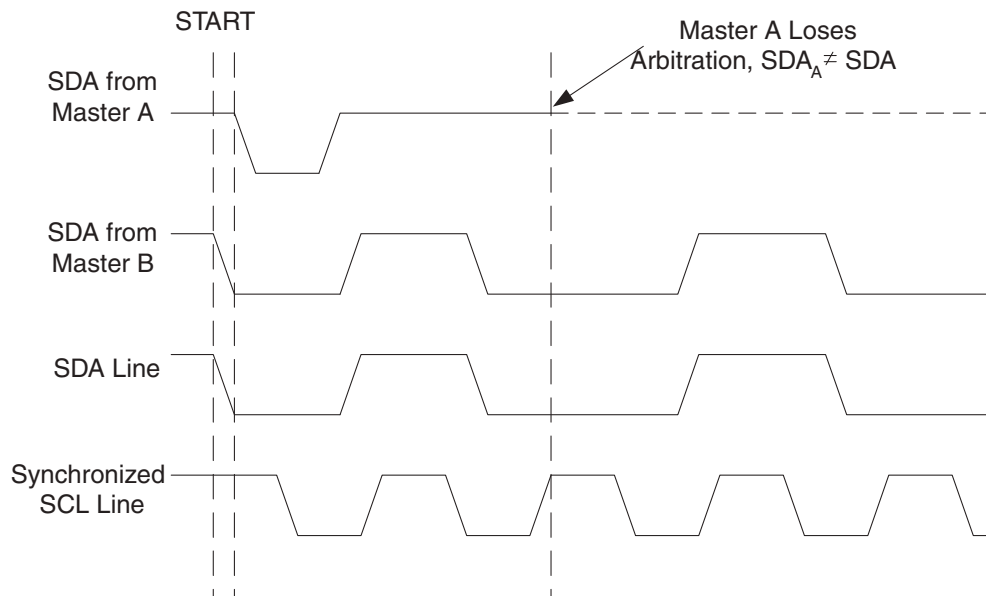 START
Master A Loses
Arbitration, SDA_A ≠ SDA
SDA from
Master A
SDA from
Master B
SDA Line
Synchronized
SCL Line